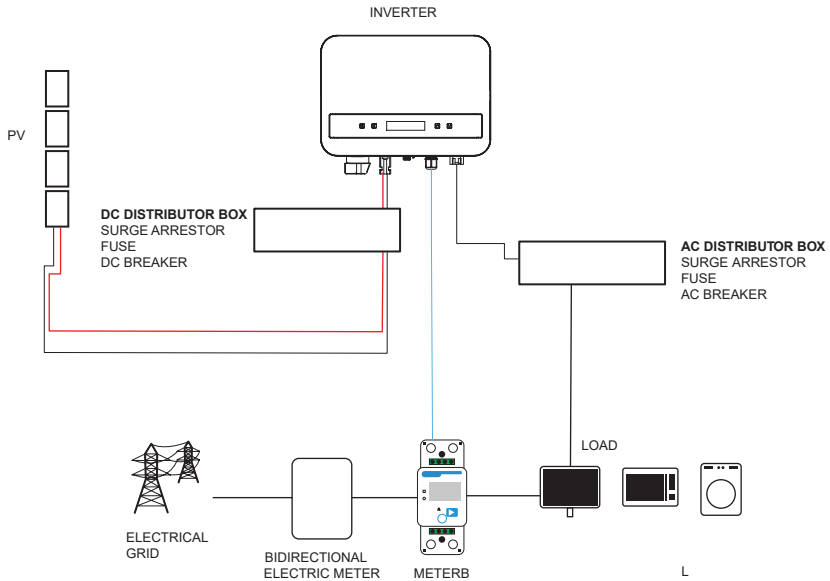 INVERTER
PV
DC DISTRIBUTOR BOX
SURGE ARRESTOR
FUSE
DC BREAKER
AC DISTRIBUTOR BOX
SURGE ARRESTOR
FUSE
AC BREAKER
LOAD
ELECTRICAL
GRID
BIDIRECTIONAL
ELECTRIC METER
METERB
L